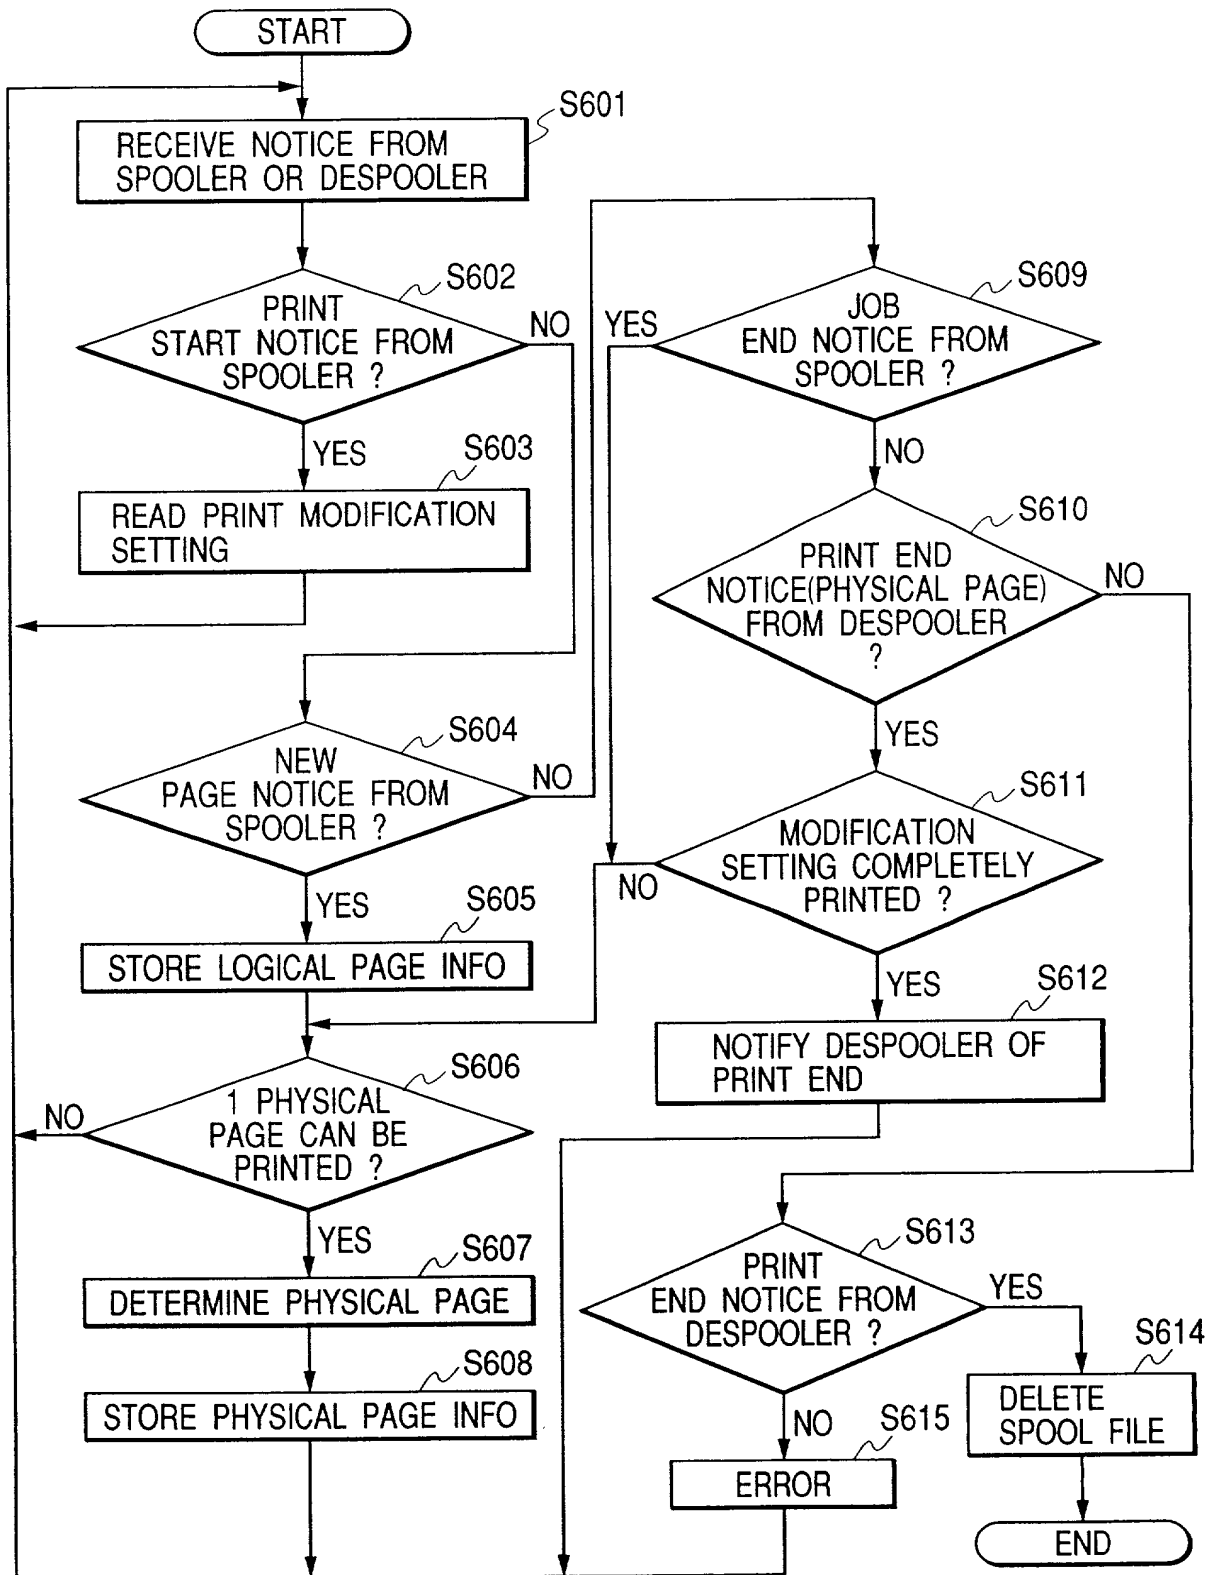 START
S601
RECEIVE NOTICE FROM
SPOOLER OR DESPOOLER
S602
PRINT
START NOTICE FROM
SPOOLER ?
NO
YES
S603
READ PRINT MODIFICATION
SETTING
S604
NEW
PAGE NOTICE FROM
SPOOLER ?
NO
YES
S605
STORE LOGICAL PAGE INFO
S606
1 PHYSICAL
PAGE CAN BE
PRINTED ?
NO
YES
S607
DETERMINE PHYSICAL PAGE
S608
STORE PHYSICAL PAGE INFO
S609
JOB
END NOTICE FROM
SPOOLER ?
YES
NO
S610
PRINT END
NOTICE(PHYSICAL PAGE)
FROM DESPOOLER
?
NO
YES
S611
MODIFICATION
SETTING COMPLETELY
PRINTED ?
NO
YES
S612
NOTIFY DESPOOLER OF
PRINT END
S613
PRINT
END NOTICE FROM
DESPOOLER ?
YES
NO
S614
DELETE
SPOOL FILE
S615
ERROR
END